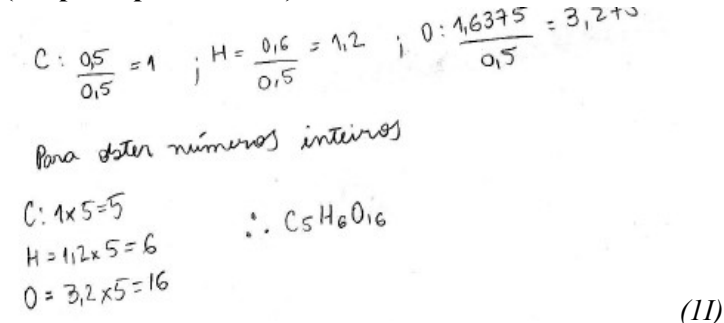 C: 0,5/0,5 = 1 ; H = 0,6/0,5 = 1,2 ; O: 1,6375/0,5 = 3,2
Para obter números inteiros
C: 1x5=5
H=1,2x5=6
O = 3,2x5=16
∴ C5H6O16
(1I)